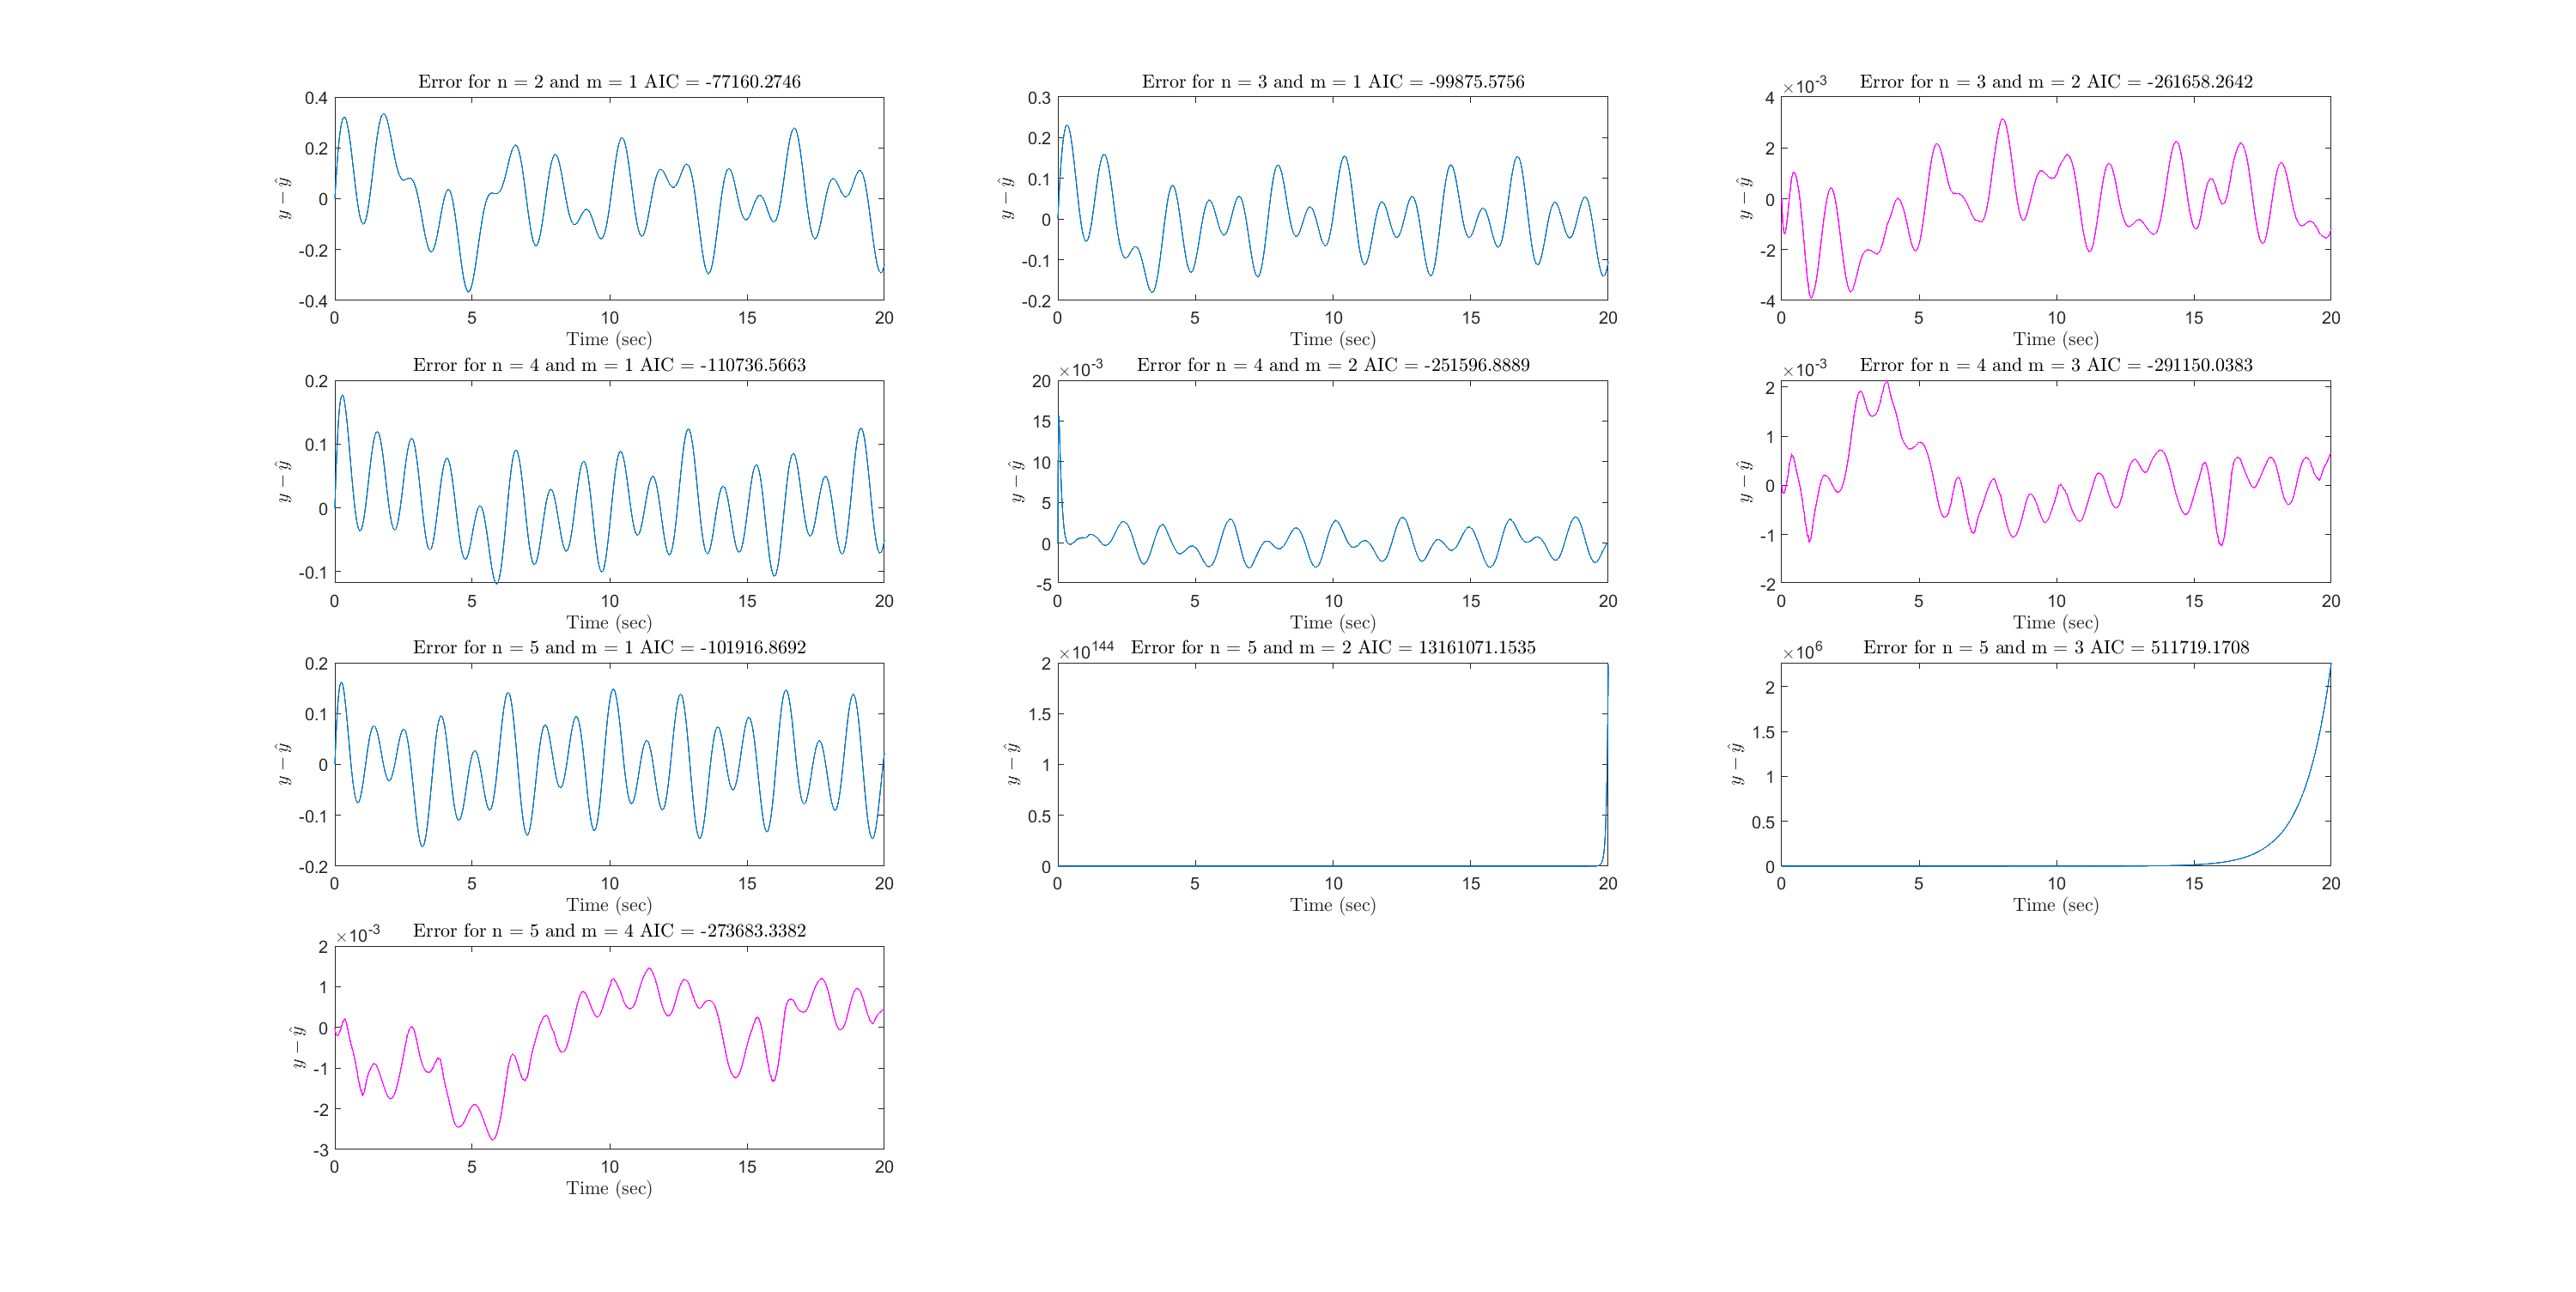 Error for n = 2 and m = 1 AIC = -77160.2746
0.4
0.2
0
-0.2
-0.4
y − ŷ
0 5 10 15 20
Time (sec)
Error for n = 3 and m = 1 AIC = -99875.5756
0.3
0.2
0.1
0
-0.1
-0.2
y − ŷ
0 5 10 15 20
Time (sec)
×10⁻³ Error for n = 3 and m = 2 AIC = -261658.2642
4
2
0
-2
-4
y − ŷ
0 5 10 15 20
Time (sec)
Error for n = 4 and m = 1 AIC = -110736.5663
0.2
0.1
0
-0.1
y − ŷ
0 5 10 15 20
Time (sec)
×10⁻³ Error for n = 4 and m = 2 AIC = -251596.8889
20
15
10
5
0
-5
y − ŷ
0 5 10 15 20
Time (sec)
×10⁻³ Error for n = 4 and m = 3 AIC = -291150.0383
2
1
0
-1
-2
y − ŷ
0 5 10 15 20
Time (sec)
Error for n = 5 and m = 1 AIC = -101916.8692
0.2
0.1
0
-0.1
-0.2
y − ŷ
0 5 10 15 20
Time (sec)
×10¹⁴⁴ Error for n = 5 and m = 2 AIC = 13161071.1535
2
1.5
1
0.5
0
y − ŷ
0 5 10 15 20
Time (sec)
×10⁶ Error for n = 5 and m = 3 AIC = 511719.1708
2
1.5
1
0.5
0
y − ŷ
0 5 10 15 20
Time (sec)
×10⁻³ Error for n = 5 and m = 4 AIC = -273683.3382
2
1
0
-1
-2
-3
y − ŷ
0 5 10 15 20
Time (sec)